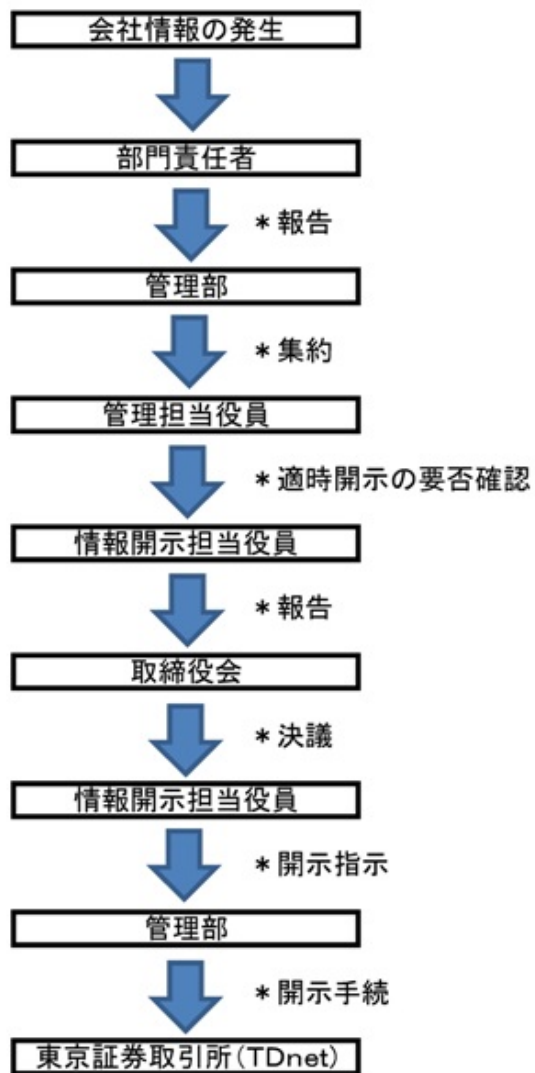 会社情報の発生
部門責任者
＊報告
管理部
＊集約
管理担当役員
＊適時開示の要否確認
情報開示担当役員
＊報告
取締役会
＊決議
情報開示担当役員
＊開示指示
管理部
＊開示手続
東京証券取引所（TDnet）